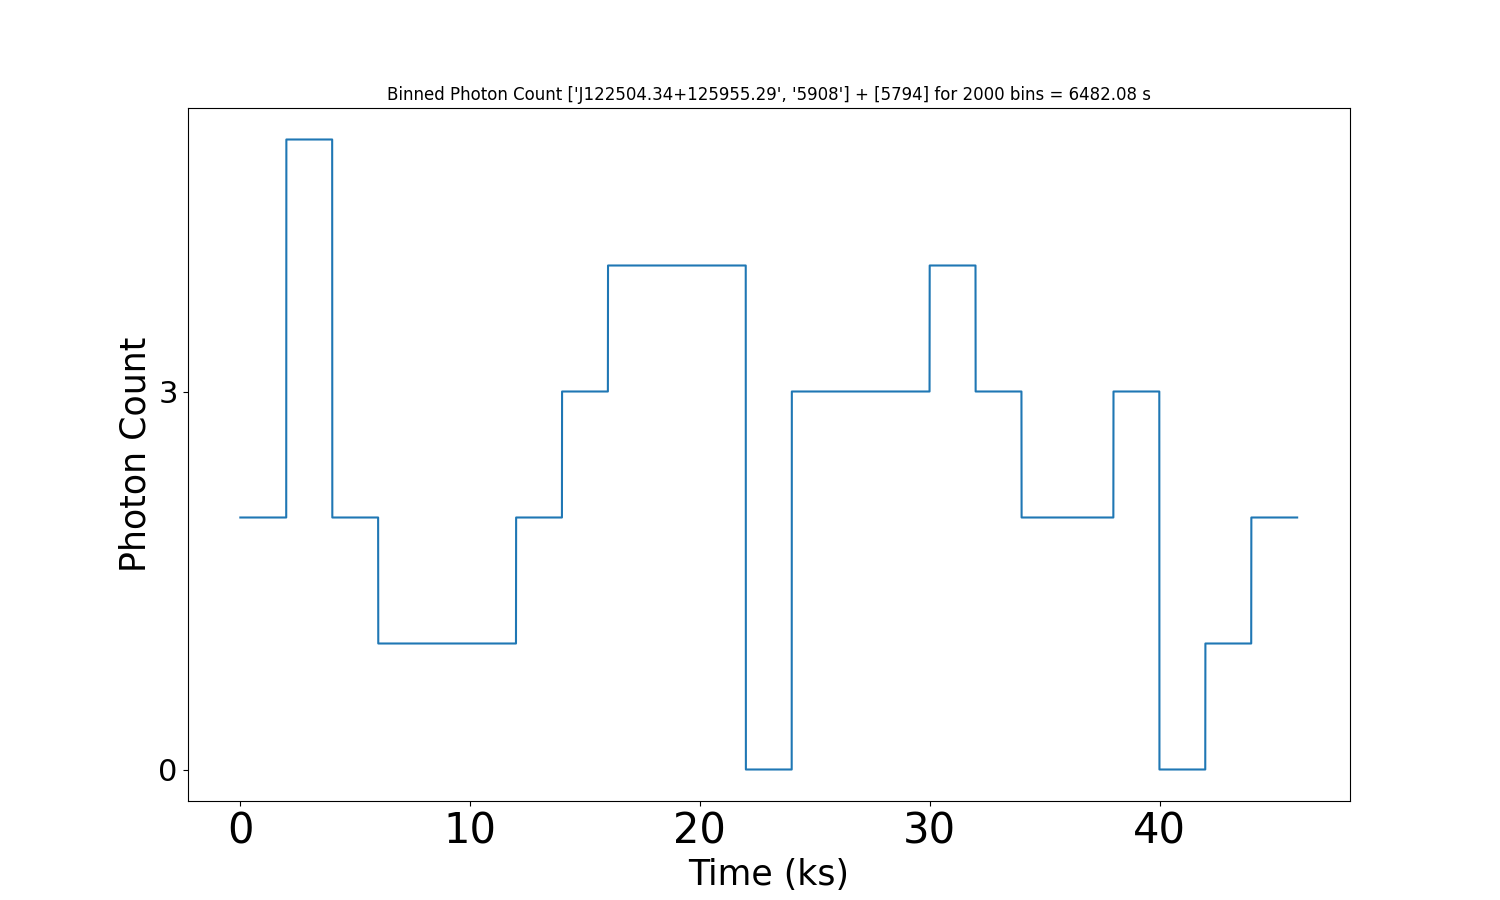 Binned Photon Count ['J122504.34+125955.29', '5908'] + [5794] for 2000 bins = 6482.08 s
Photon Count
3
0
0 10 20 30 40
Time (ks)